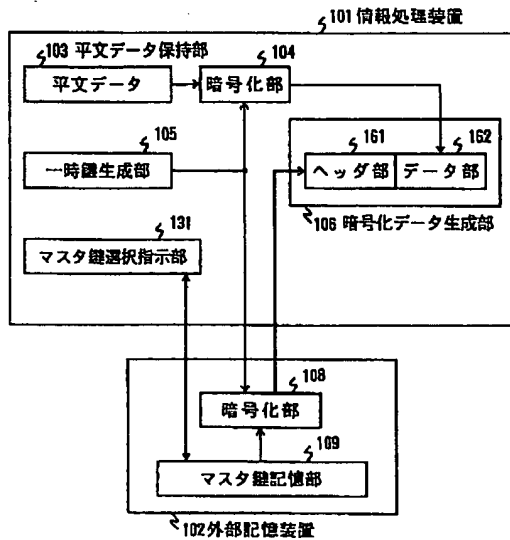 101 情報処理装置
103 平文データ保持部
104
平文データ
暗号化部
105
161
162
一時鍵生成部
ヘッダ部
データ部
106 暗号化データ生成部
131
マスタ鍵選択指示部
108
暗号化部
109
マスタ鍵記憶部
102外部記憶装置